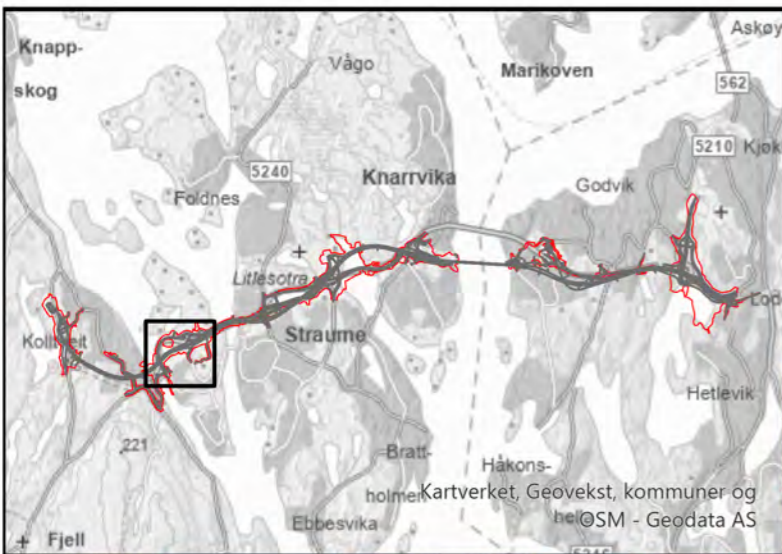 Askøy
Knapp-
skog
Vågo
Marikoven
562
5240
5210
Kjøk
Knarrvika
Godvik
Foldnes
Litlesotra
Straume
Hetlevik
221
Bratt-
holmen
Håkons-
Kartverket, Geovekst, kommuner og
©SM - Geodata AS
Ebbesvika
Fjell